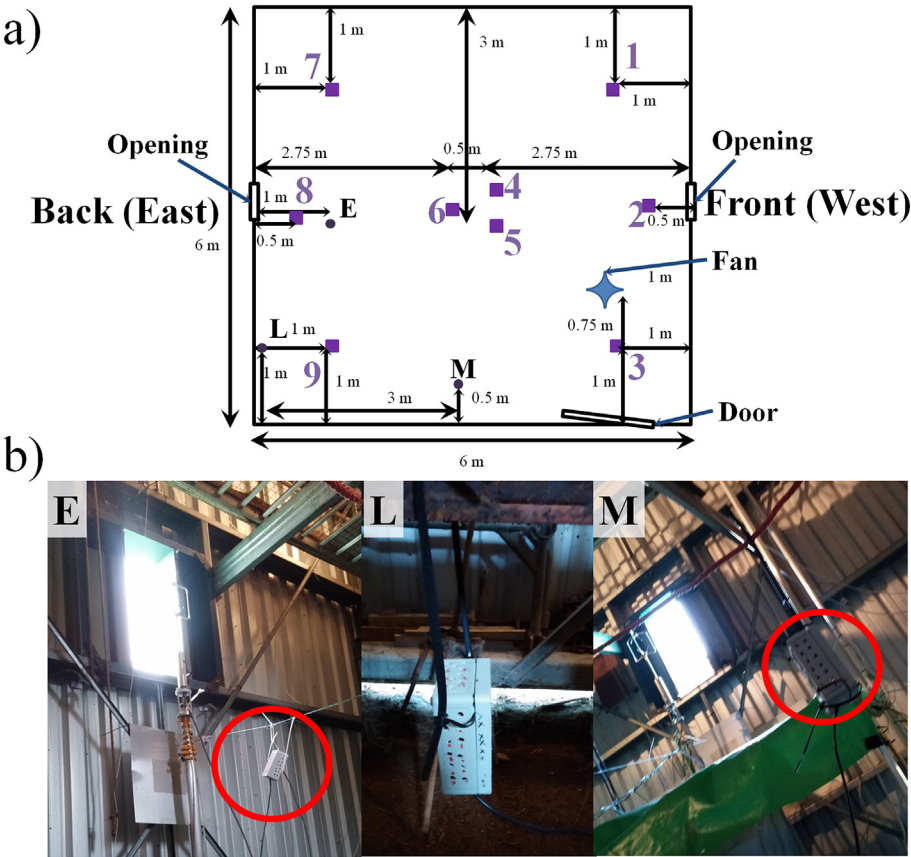 a)
1 m
3 m
1 m
1
7
1 m
1 m
Opening
2.75 m
0.5 m
2.75 m
Opening
Back (East)
1 m
8
E
6
4
5
2
Front (West)
0.5 m
0.5 m
6 m
Fan
1 m
0.75 m
L
1 m
1 m
9
1 m
1 m
3
1 m
M
3 m
0.5 m
Door
6 m
b)
E
L
M